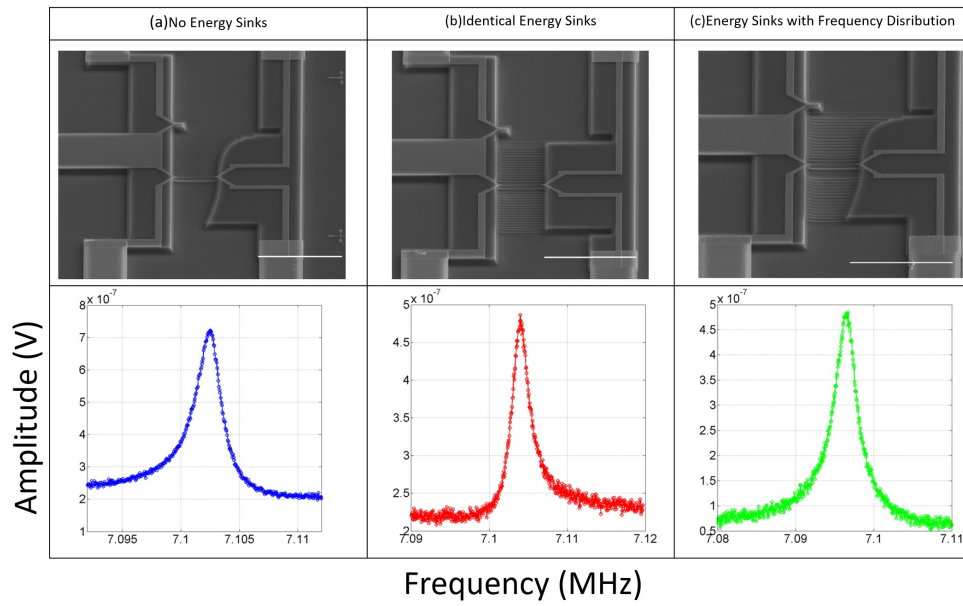 (a)No Energy Sinks
(b)Identical Energy Sinks
(c)Energy Sinks with Frequency Disribution
8 x 10 -7
7
6
5
4
3
2
1
7.095 7.1 7.105 7.11
5 x 10 -7
4.5
4
3.5
3
2.5
2
7.09 7.1 7.11 7.12
5 x 10 -7
4.5
4
3.5
3
2.5
2
1.5
1
0.5
7.08 7.09 7.1 7.11
Amplitude (V)
Frequency (MHz)